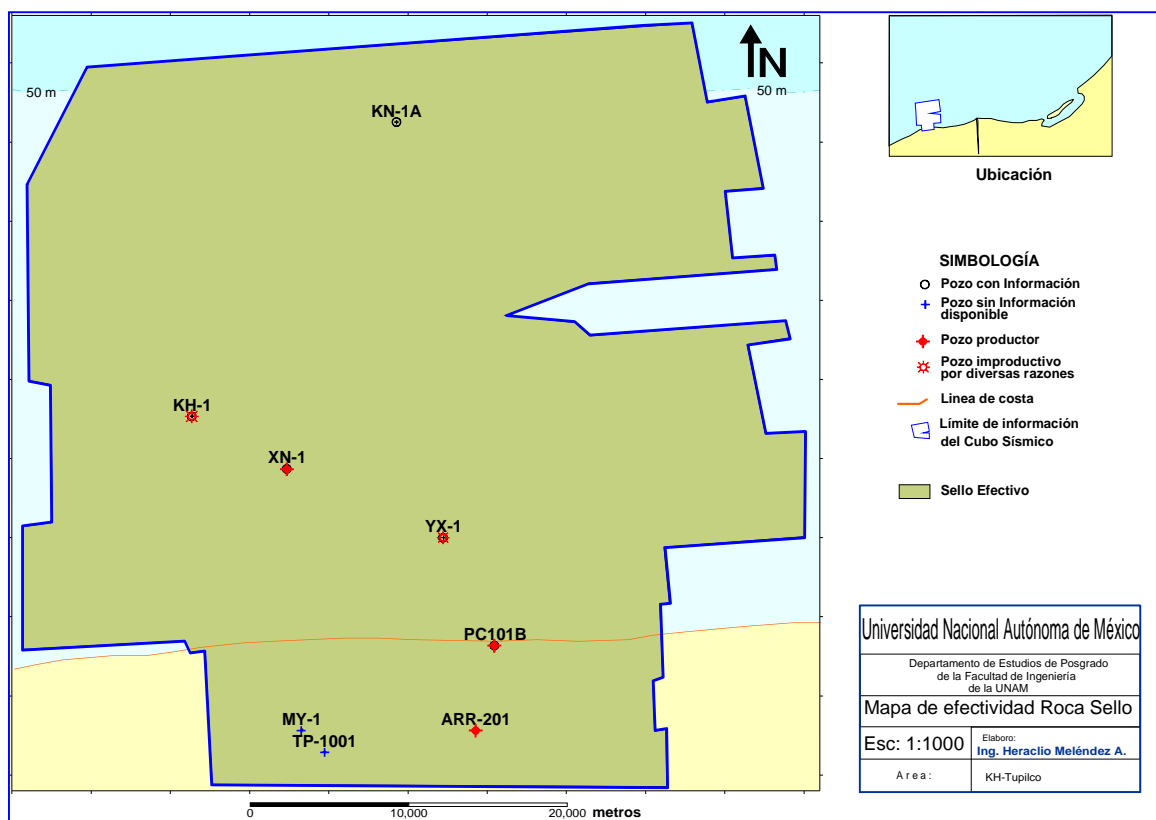 N
50 m
50 m
KN-1A
KH-1
XN-1
YX-1
PC101B
MY-1
TP-1001
ARR-201
0
10,000
20,000
metros
Ubicación
SIMBOLOGÍA
Pozo con Información
Pozo sin Información
disponible
Pozo productor
Pozo improductivo
por diversas razones
Linea de costa
Límite de información
del Cubo Sísmico
Sello Efectivo
Universidad Nacional Autónoma de México
Departamento de Estudios de Posgrado
de la Facultad de Ingeniería
de la UNAM
Mapa de efectividad Roca Sello
Esc: 1:1000
Elaboro:
Ing. Heraclio Meléndez A.
Area:
KH-Tupilco